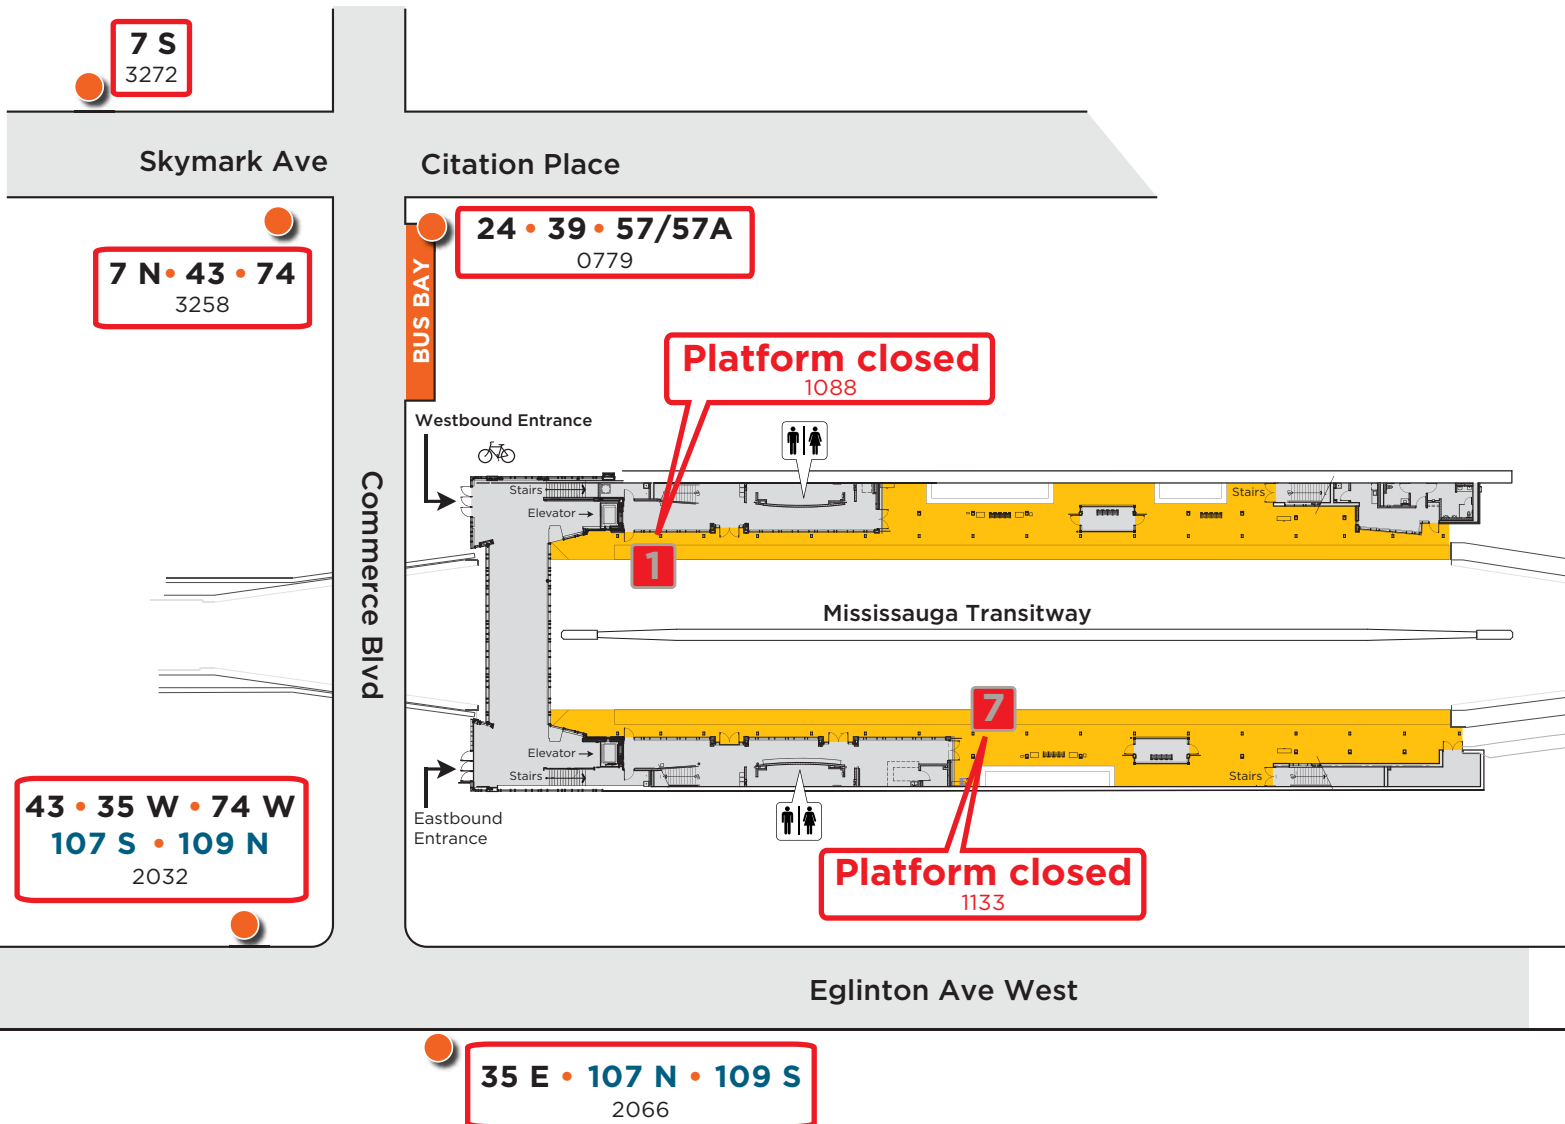 7 S
3272
Skymark Ave
Citation Place
7 N • 43 • 74
3258
24 • 39 • 57/57A
0779
BUS BAY
Platform closed
1088
Westbound Entrance
Stairs
Elevator
Stairs
1
Commerce Blvd
Mississauga Transitway
7
Elevator
Stairs
Stairs
Eastbound
Entrance
43 • 35 W • 74 W
107 S • 109 N
2032
Platform closed
1133
Eglinton Ave West
35 E • 107 N • 109 S
2066